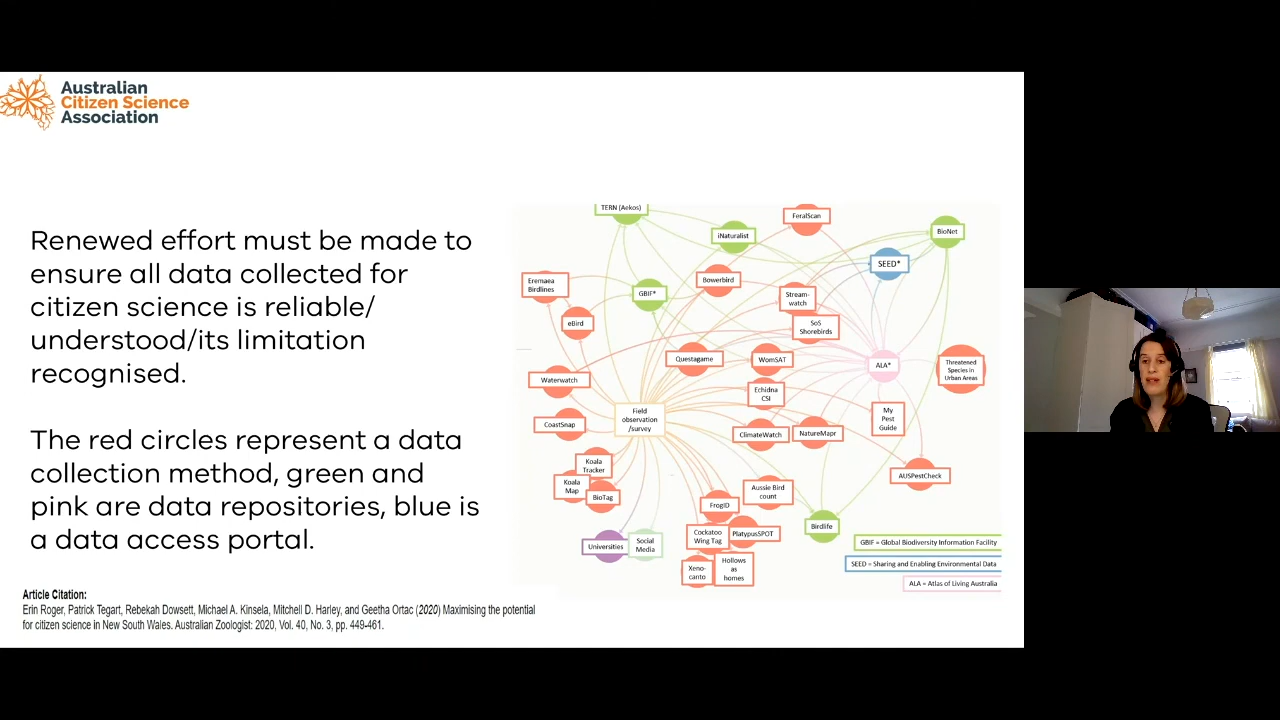 Australian
Citizen Science
Association
Renewed effort must be made to
ensure all data collected for
citizen science is reliable/
understood/its limitation
recognised.
The red circles represent a data
collection method, green and
pink are data repositories, blue is
a data access portal.
Article Citation:
Erin Roger, Patrick Tegart, Rebekah Dowsett, Michael A. Kinsela, Mitchell D. Harley, and Geetha Ortac (2020) Maximising the potential
for citizen science in New South Wales. Australian Zoologist: 2020, Vol. 40, No. 3, pp. 449-461.
TERN (Aekos)
FeralScan
iNaturalist
BioNet
SEED*
Eremaea
Birdlines
Bowerbird
GBIF*
Stream-
watch
eBird
SoS
Shorebirds
Questagame
WomSAT
ALA*
Threatened
Species in
Urban Areas
Waterwatch
Echidna
CSI
Field
observation
/survey
My
Pest
Guide
CoastSnap
ClimateWatch
NatureMapr
Koala
Tracker
AUSPestCheck
Koala
Map
BioTag
Aussie Bird
count
FrogID
Birdlife
Cockatoo
Wing Tag
PlatypusSPOT
Universities
Social
Media
Xeno-
canto
Hollows
as
homes
GBIF = Global Biodiversity Information Facility
SEED = Sharing and Enabling Environmental Data
ALA = Atlas of Living Australia